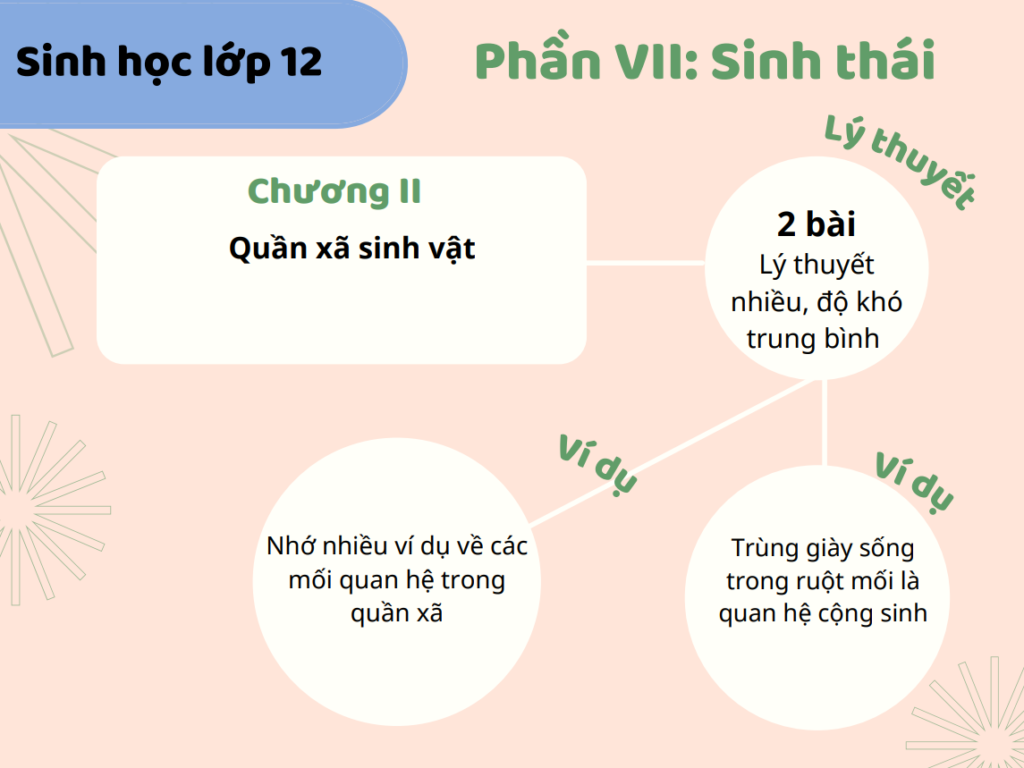 Sinh học lớp 12
Phần VII: Sinh thái
Lý thuyết
Chương II
Quần xã sinh vật
2 bài
Lý thuyết
nhiều, độ khó
trung bình
Ví dụ
Nhớ nhiều ví dụ về các
mối quan hệ trong
quần xã
Ví dụ
Trùng giày sống
trong ruột mối là
quan hệ cộng sinh